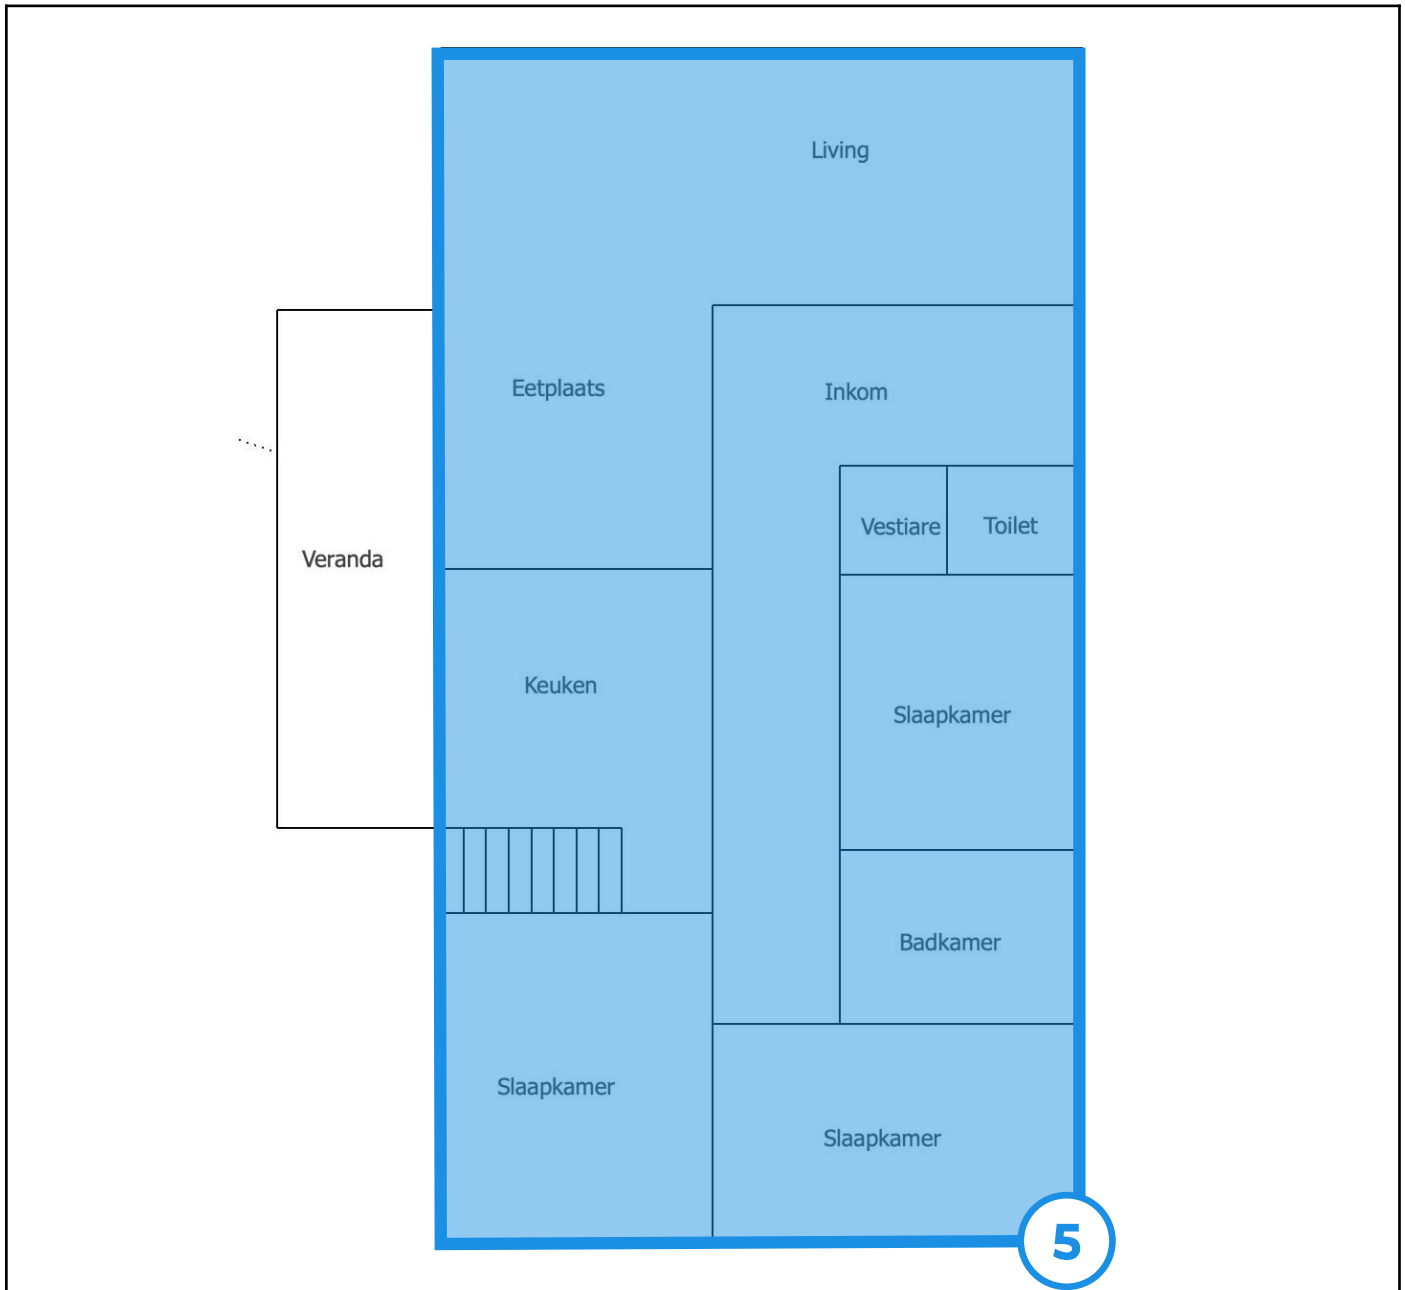 Living
Eetplaats
Inkom
Vestiare
Toilet
Veranda
Keuken
Slaapkamer
Badkamer
Slaapkamer
Slaapkamer
5